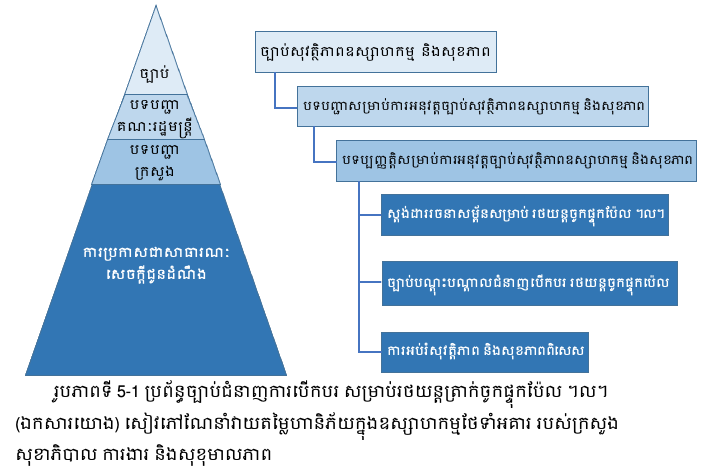 ច្បាប់
បទបញ្ជា
គណៈរដ្ឋមន្ត្រី
បទបញ្ជា
ក្រសួង
ការប្រកាសជាសាធារណៈ
សេចក្តីជូនដំណឹង
ច្បាប់សុវត្ថិភាពឧស្សាហកម្ម និងសុខភាព
បទបញ្ជាសម្រាប់ការអនុវត្តច្បាប់សុវត្ថិភាពឧស្សាហកម្ម និងសុខភាព
បទប្បញ្ញត្តិសម្រាប់ការអនុវត្តច្បាប់សុវត្ថិភាពឧស្សាហកម្ម និងសុខភាព
ស្តង់ដាររចនាសម្ព័ន្ធសម្រាប់ រថយន្តចូកផ្ទុកប៉ែល ។ល។
ច្បាប់បណ្តុះបណ្តាលជំនាញបើកបរ រថយន្តចូកផ្ទុកប៉េល
ការអប់រំសុវត្ថិភាព និងសុខភាពពិសេស
រូបភាពទី 5-1 ប្រព័ន្ធច្បាប់ជំនាញការបើកបរ សម្រាប់រថយន្តត្រាក់ចូកផ្ទុកប៉ែល ។ល។
(ឯកសារយោង) សៀវភៅណែនាំវាយតម្លៃហានិភ័យក្នុងឧស្សាហកម្មថែទាំអគារ របស់ក្រសួង
សុខាភិបាល ការងារ និងសុខុមាលភាព